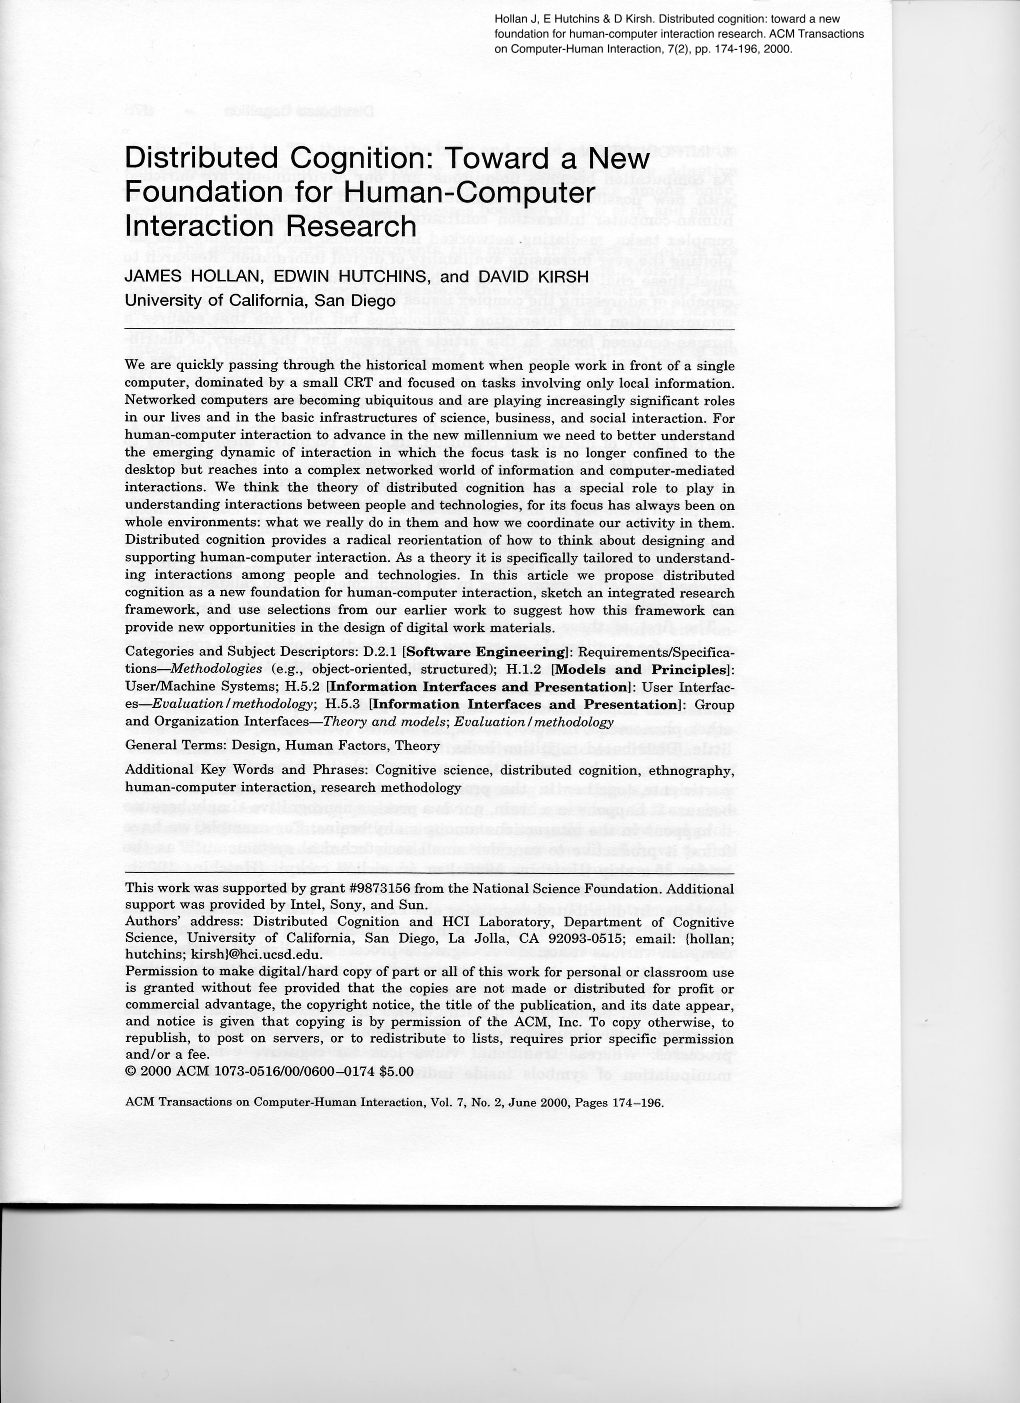 Hollan J, E Hutchins & D Kirsh. Distributed cognition: toward a new
foundation for human-computer interaction research. ACM Transactions
on Computer-Human Interaction, 7(2), pp. 174-196, 2000.
Distributed Cognition: Toward a New
Foundation for Human-Computer
Interaction Research
JAMES HOLLAN, EDWIN HUTCHINS, and DAVID KIRSH
University of California, San Diego
We are quickly passing through the historical moment when people work in front of a single
computer, dominated by a small CRT and focused on tasks involving only local information.
Networked computers are becoming ubiquitous and are playing increasingly significant roles
in our lives and in the basic infrastructures of science, business, and social interaction. For
human-computer interaction to advance in the new millennium we need to better understand
the emerging dynamic of interaction in which the focus task is no longer confined to the
desktop but reaches into a complex networked world of information and computer-mediated
interactions. We think the theory of distributed cognition has a special role to play in
understanding interactions between people and technologies, for its focus has always been on
whole environments: what we really do in them and how we coordinate our activity in them.
Distributed cognition provides a radical reorientation of how to think about designing and
supporting human-computer interaction. As a theory it is specifically tailored to understand-
ing interactions among people and technologies. In this article we propose distributed
cognition as a new foundation for human-computer interaction, sketch an integrated research
framework, and use selections from our earlier work to suggest how this framework can
provide new opportunities in the design of digital work materials.
Categories and Subject Descriptors: D.2.1 [Software Engineering]: Requirements/Specifica-
tions—Methodologies (e.g., object-oriented, structured); H.1.2 [Models and Principles]:
User/Machine Systems; H.5.2 [Information Interfaces and Presentation]: User Interfac-
es—Evaluation/methodology; H.5.3 [Information Interfaces and Presentation]: Group
and Organization Interfaces—Theory and models; Evaluation/methodology
General Terms: Design, Human Factors, Theory
Additional Key Words and Phrases: Cognitive science, distributed cognition, ethnography,
human-computer interaction, research methodology
This work was supported by grant #9873156 from the National Science Foundation. Additional
support was provided by Intel, Sony, and Sun.
Authors' address: Distributed Cognition and HCI Laboratory, Department of Cognitive
Science, University of California, San Diego, La Jolla, CA 92093-0515; email: {hollan;
hutchins; kirsh}@hci.ucsd.edu.
Permission to make digital/hard copy of part or all of this work for personal or classroom use
is granted without fee provided that the copies are not made or distributed for profit or
commercial advantage, the copyright notice, the title of the publication, and its date appear,
and notice is given that copying is by permission of the ACM, Inc. To copy otherwise, to
republish, to post on servers, or to redistribute to lists, requires prior specific permission
and/or a fee.
© 2000 ACM 1073-0516/00/0600–0174 $5.00
ACM Transactions on Computer-Human Interaction, Vol. 7, No. 2, June 2000, Pages 174–196.